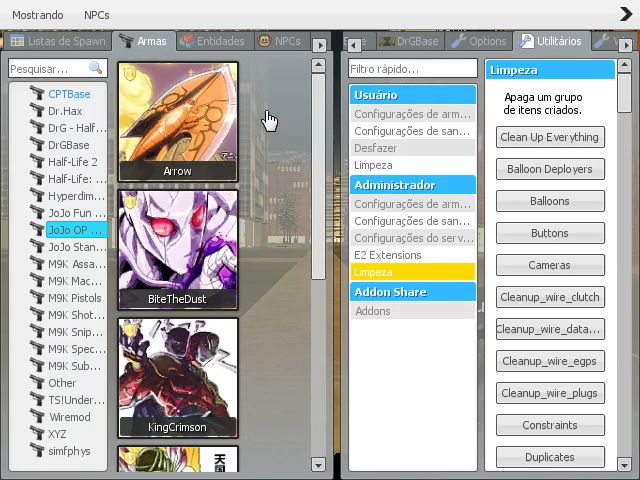 Mostrando NPCs
Listas de Spawn
Armas
Entidades
NPCs
DrGBase
Options
Utilitários
Pesquisar...
CPTBase
Dr.Hax
DrG - Half...
DrGBase
Half-Life 2
Half-Life: ...
Hyperdim...
JoJo Fun ...
JoJo OP ...
JoJo Stan...
M9K Assa...
M9K Mac...
M9K Pistols
M9K Shot...
M9K Snip...
M9K Spec...
M9K Sub...
Other
TS!Under...
Wiremod
XYZ
simfphys
Arrow
BiteTheDust
KingCrimson
Filtro rápido...
Usuário
Configurações de arm...
Configurações de san...
Desfazer
Limpeza
Administrador
Configurações de arm...
Configurações de san...
Configurações do serv...
E2 Extensions
Limpeza
Addon Share
Addons
Limpeza
Apaga um grupo
de itens criados.
Clean Up Everything
Balloon Deployers
Balloons
Buttons
Cameras
Cleanup_wire_clutch
Cleanup_wire_data...
Cleanup_wire_egps
Cleanup_wire_plugs
Constraints
Duplicates